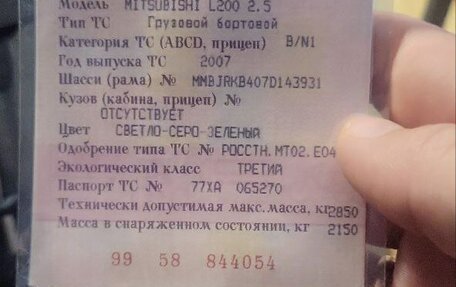 Модель MITSUBISHI L200 2.5
Тип ТС Грузовой бортовой
Категория ТС (ABCD, прицеп) B/N1
Год выпуска ТС 2007
Шасси (рама) № MMBJRKB407D143931
Кузов (кабина, прицеп) №
ОТСУТСТВУЕТ
Цвет СВЕТЛО-СЕРО-ЗЕЛЕНЫЙ
Одобрение типа ТС № РОССTH.MT02.E04
Экологический класс ТРЕТИЙ
Паспорт ТС № 77ХА 065270
Технически допустимая макс. масса, кг 2850
Масса в снаряженном состоянии, кг 2150
99 58 844054